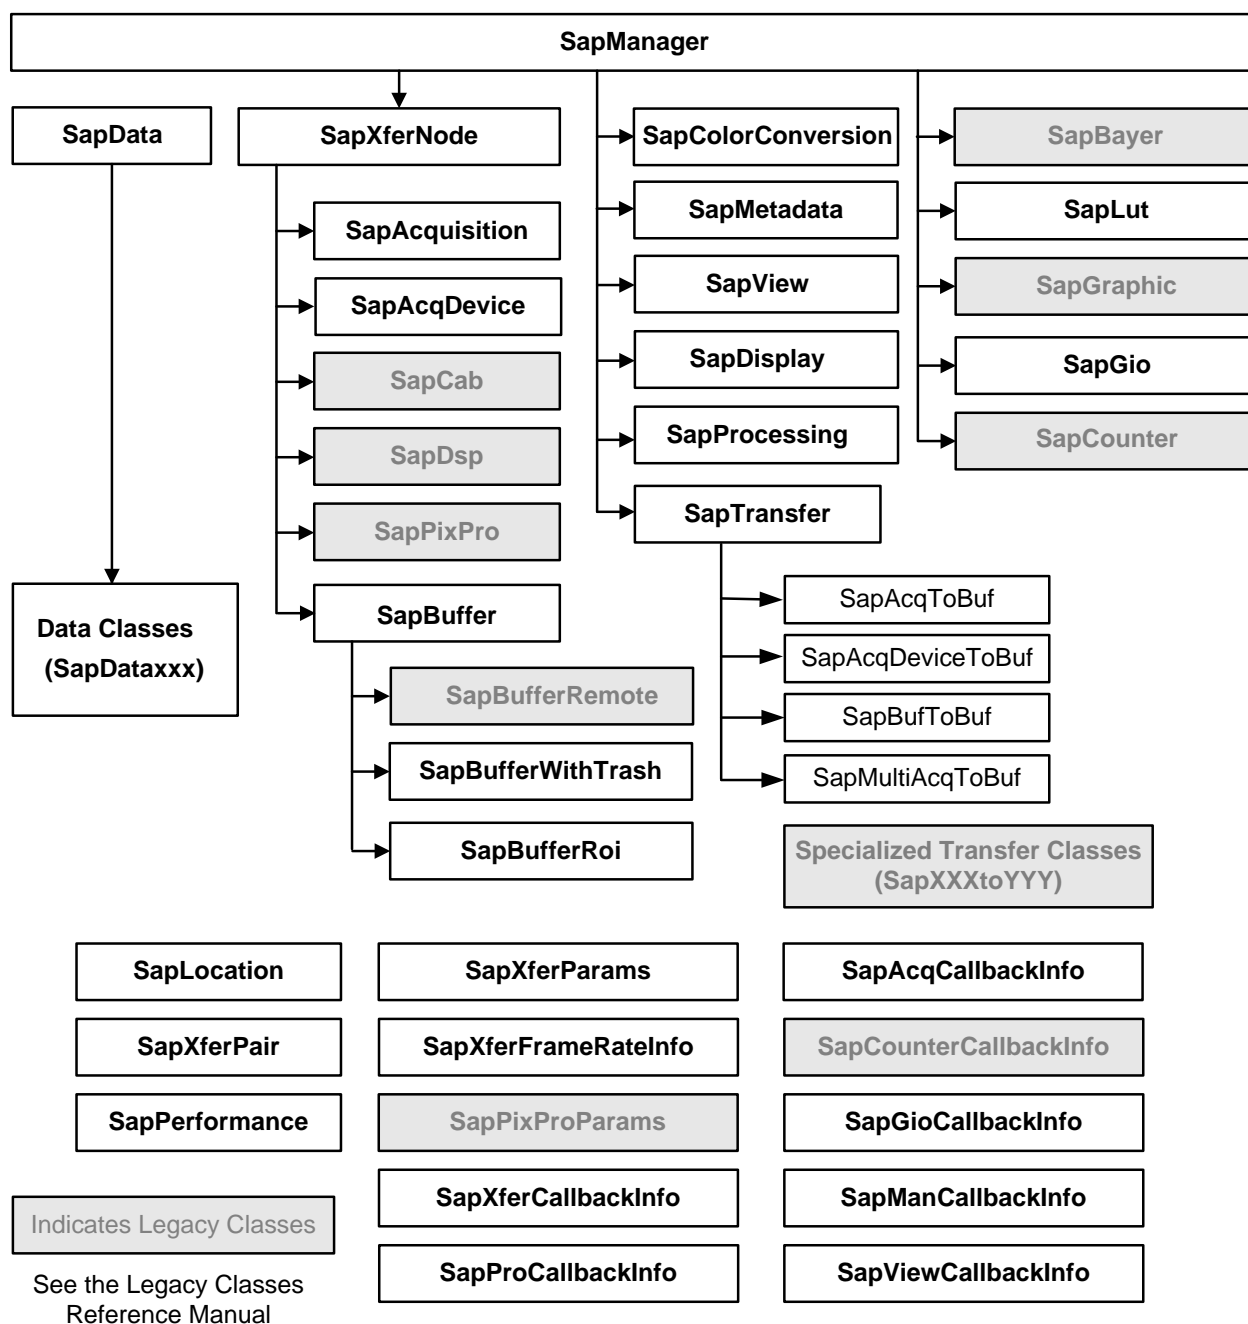 SapManager
SapData
SapXferNode
SapColorConversion
SapBayer
SapAcquisition
SapMetadata
SapLut
SapAcqDevice
SapView
SapGraphic
SapCab
SapDisplay
SapGio
SapDsp
SapProcessing
SapCounter
SapPixPro
SapTransfer
Data Classes
(SapDataxxx)
SapBuffer
SapAcqToBuf
SapBufferRemote
SapAcqDeviceToBuf
SapBufferWithTrash
SapBufToBuf
SapBufferRoi
SapMultiAcqToBuf
Specialized Transfer Classes
(SapXXXtoYYY)
SapLocation
SapXferParams
SapAcqCallbackInfo
SapXferPair
SapXferFrameRateInfo
SapCounterCallbackInfo
SapPerformance
SapPixProParams
SapGioCallbackInfo
SapXferCallbackInfo
SapManCallbackInfo
Indicates Legacy Classes
SapProCallbackInfo
SapViewCallbackInfo
See the Legacy Classes
Reference Manual